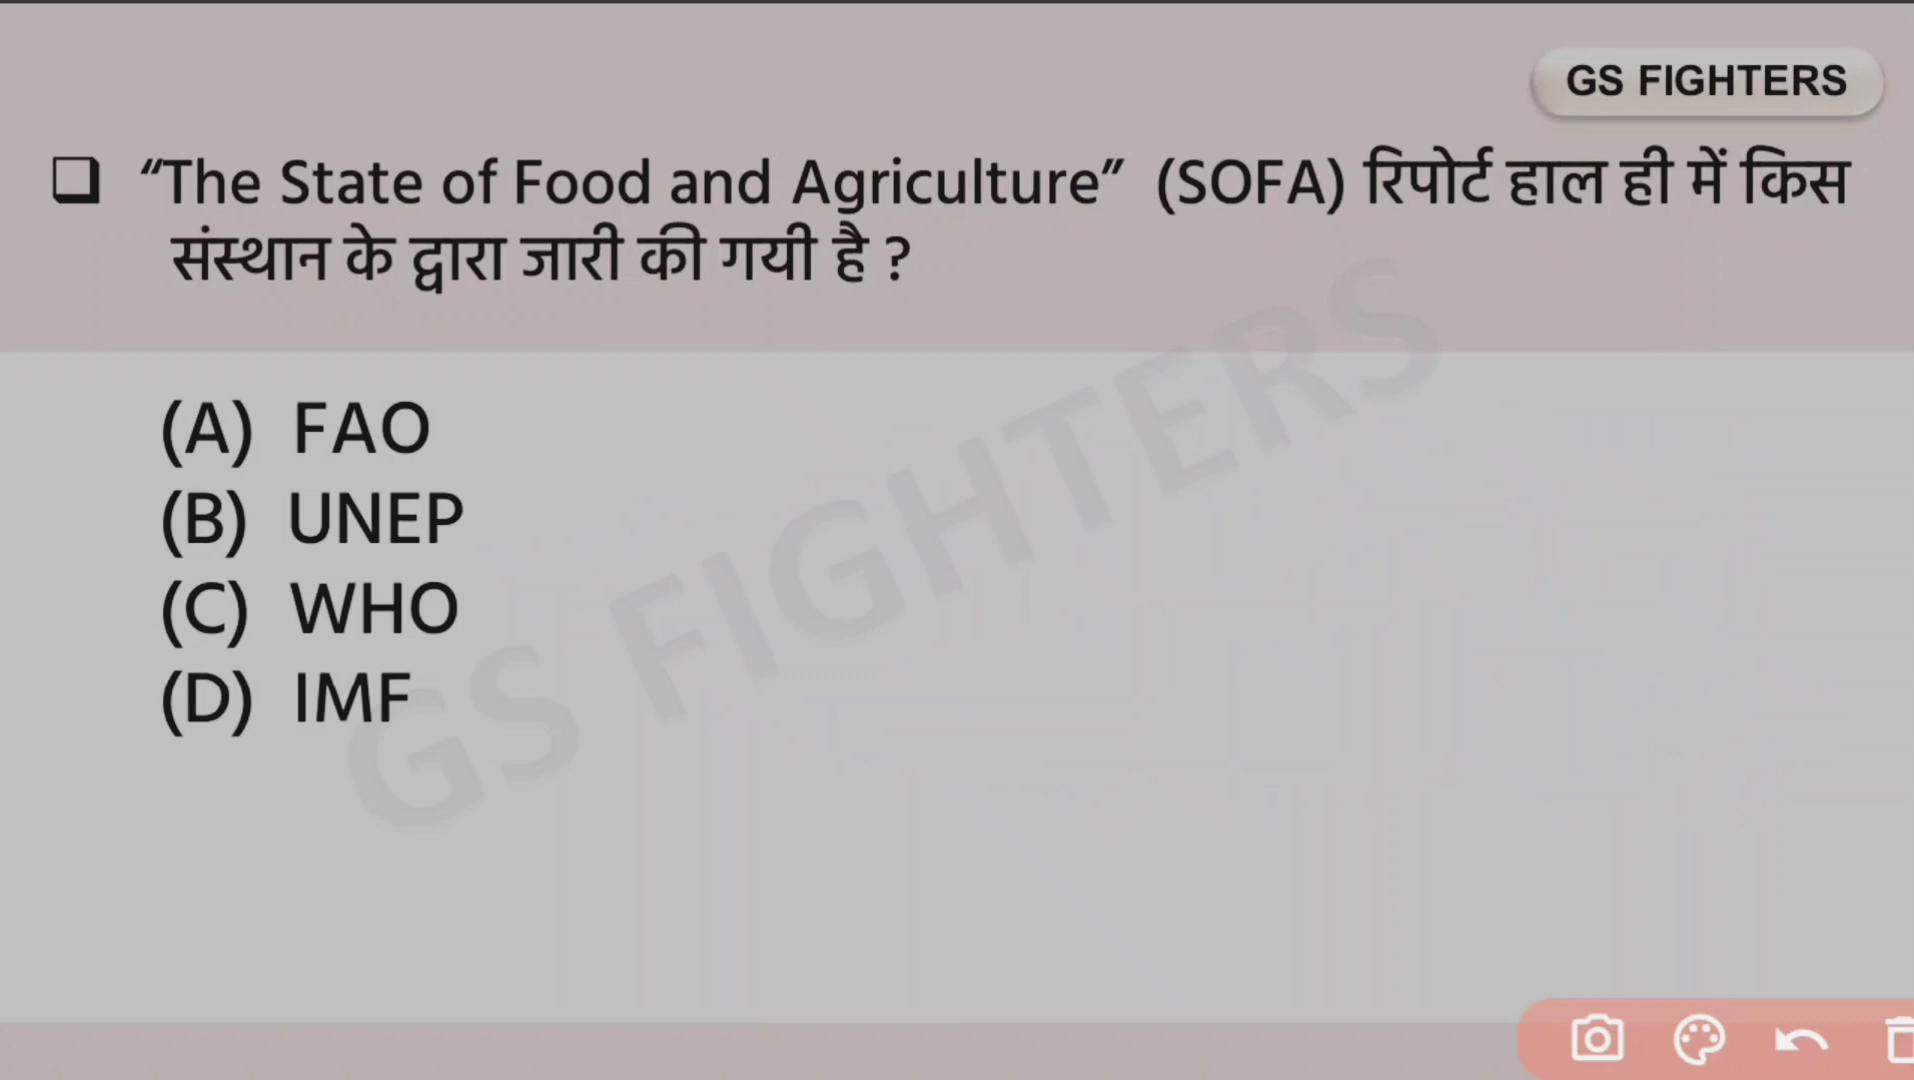 GS FIGHTERS
❑ “The State of Food and Agriculture” (SOFA) रिपोर्ट हाल ही में किस
संस्थान के द्वारा जारी की गयी है ?
(A) FAO
(B) UNEP
(C) WHO
(D) IMF
GS FIGHTERS